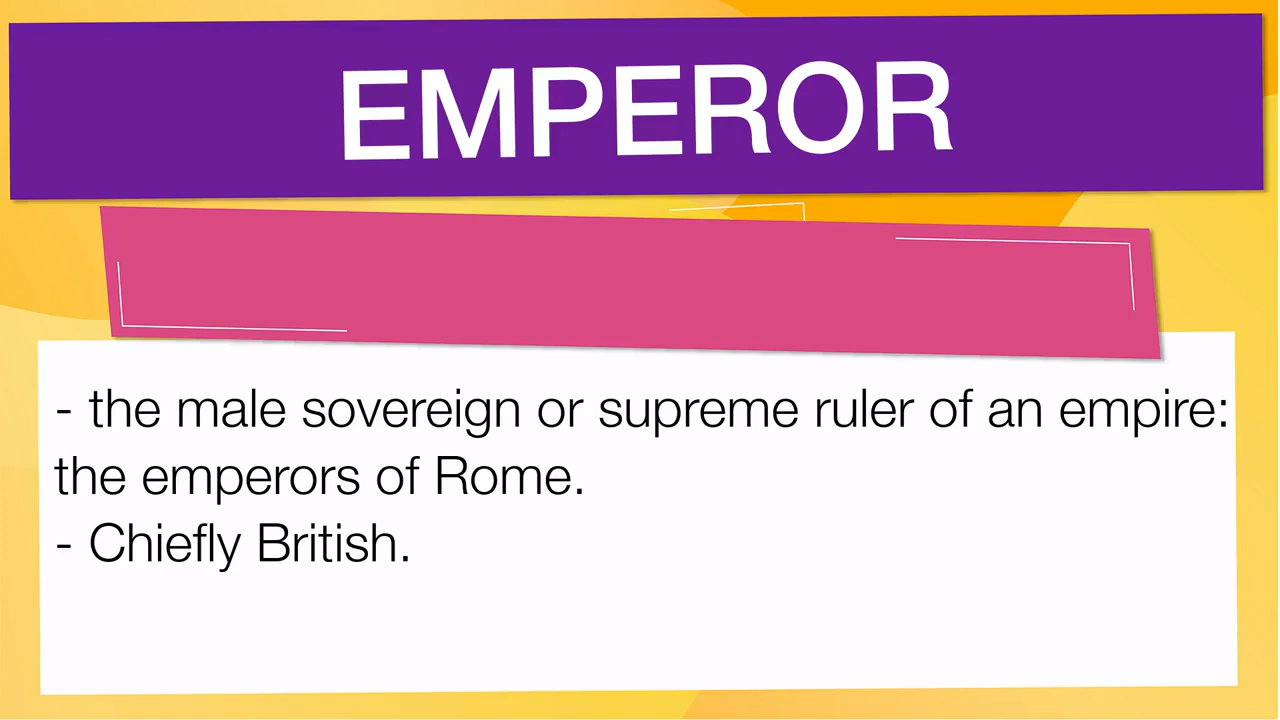 EMPEROR
- the male sovereign or supreme ruler of an empire:
the emperors of Rome.
- Chiefly British.